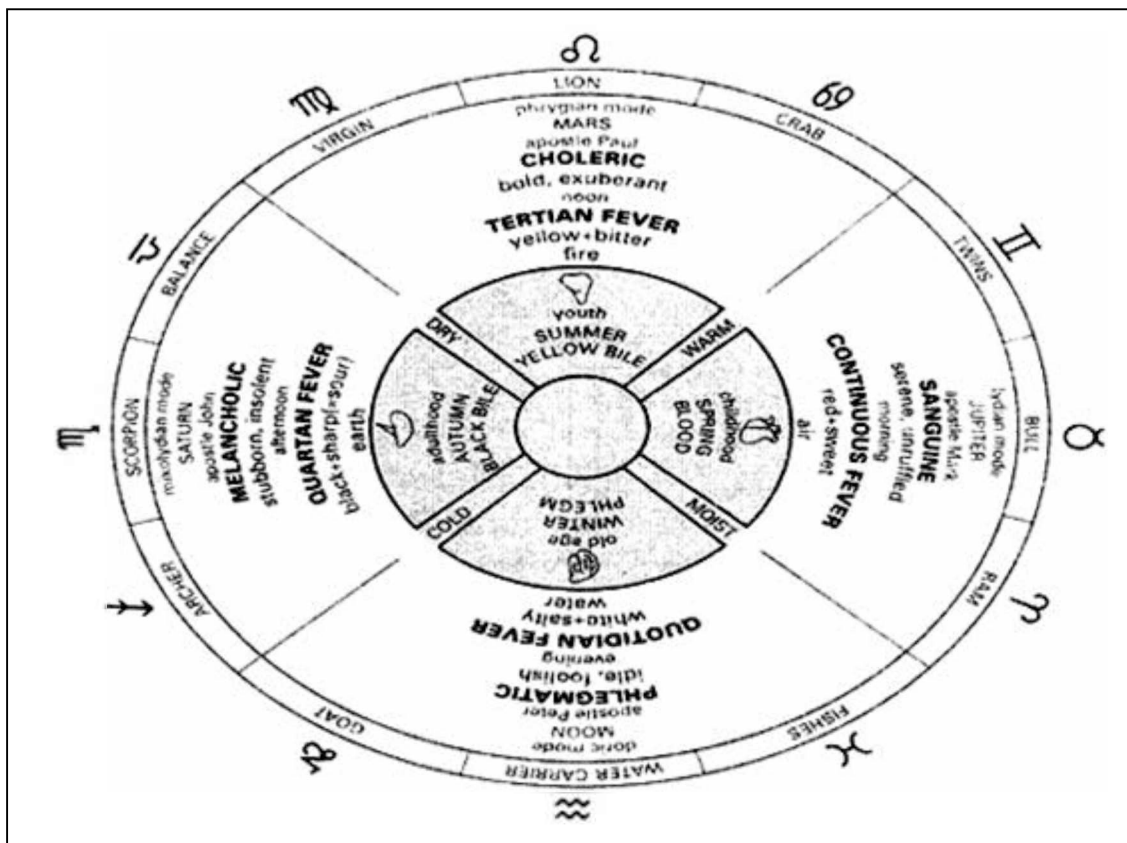 LION
CRAB
TWINS
BULL
RAM
FISHES
WATER CARRIER
GOAT
ARCHER
SCORPION
BALANCE
VIRGIN
phrygian mode
MARS
apostle Paul
CHOLERIC
bold, exuberant
noon
TERTIAN FEVER
yellow+bitter
fire
youth
SUMMER
YELLOW BILE
WARM
lydian mode
JUPITER
apostle Mark
SANGUINE
serene, unruffled
morning
CONTINUOUS FEVER
red+sweet
air
childhood
SPRING
BLOOD
MOIST
doric mode
MOON
apostle Peter
PHLEGMATIC
idle, foolish
evening
QUOTIDIAN FEVER
white+salty
water
old age
WINTER
PHLEGM
COLD
mixolydian mode
SATURN
apostle John
MELANCHOLIC
stubborn, insolent
afternoon
QUARTAN FEVER
black+sharp(=sour)
earth
adulthood
AUTUMN
BLACK BILE
DRY